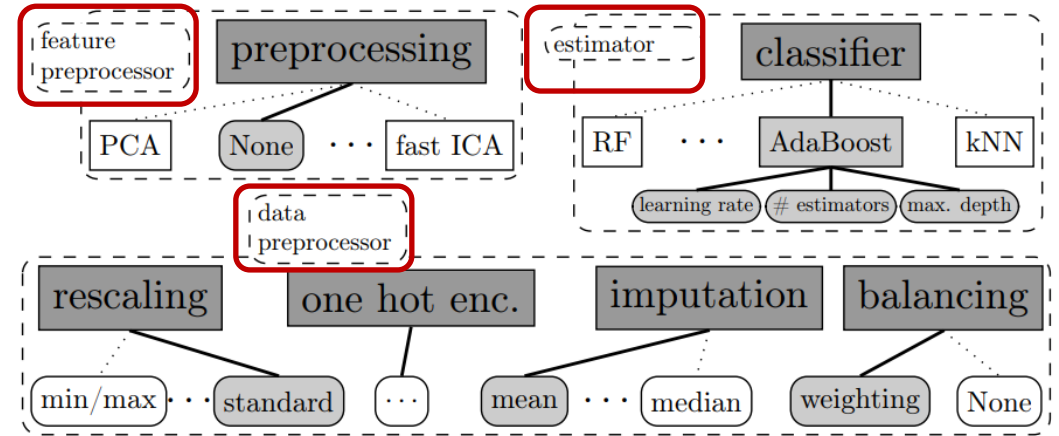 feature
preprocessor
preprocessing
PCA
None
· · ·
fast ICA
estimator
classifier
RF
· · ·
AdaBoost
kNN
learning rate
# estimators
max. depth
data
preprocessor
rescaling
one hot enc.
imputation
balancing
min/max
· · ·
standard
· · ·
mean
· · ·
median
weighting
None